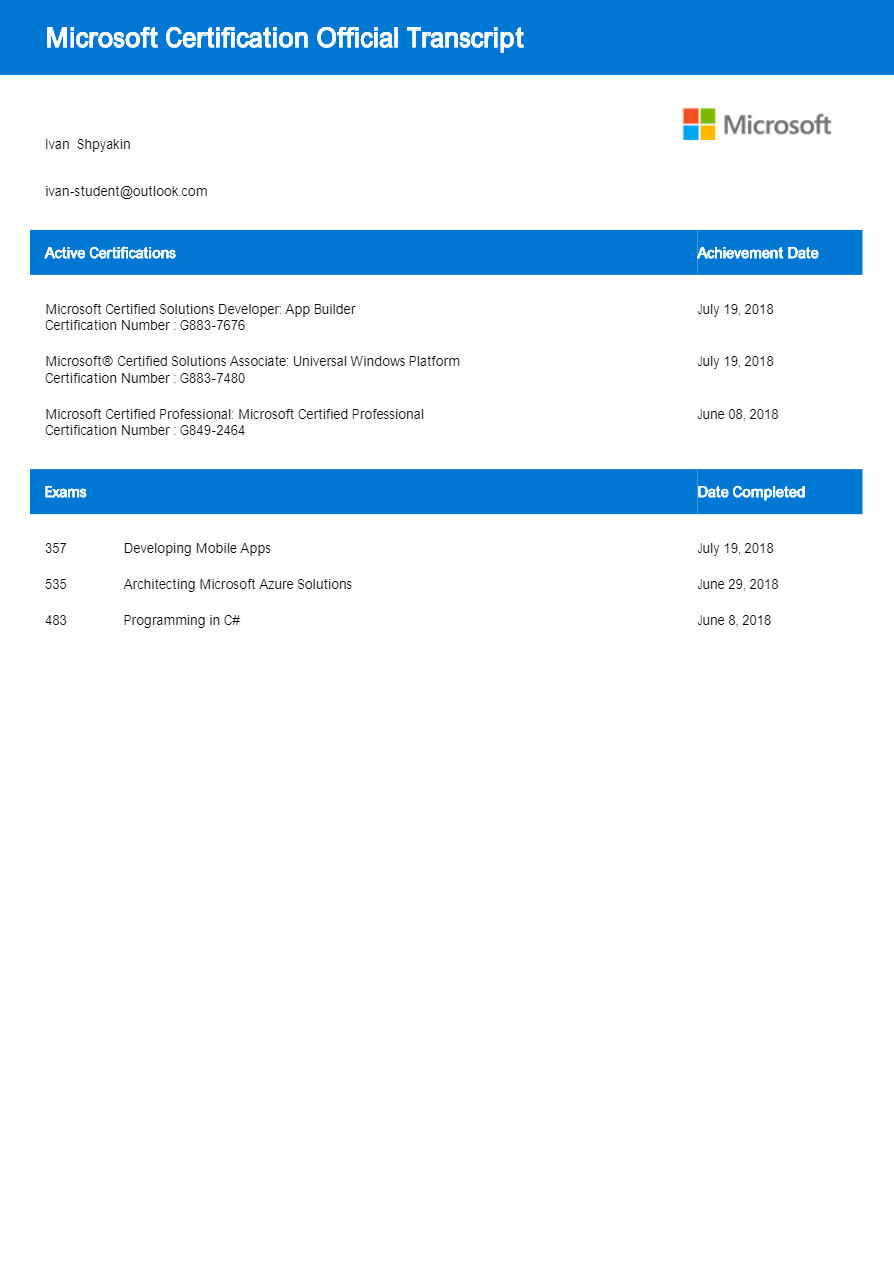 Microsoft Certification Official Transcript
Microsoft
Ivan Shpyakin
ivan-student@outlook.com
Active Certifications Achievement Date
Microsoft Certified Solutions Developer: App Builder July 19, 2018
Certification Number : G883-7676
Microsoft® Certified Solutions Associate: Universal Windows Platform July 19, 2018
Certification Number : G883-7480
Microsoft Certified Professional: Microsoft Certified Professional June 08, 2018
Certification Number : G849-2464
Exams Date Completed
357 Developing Mobile Apps July 19, 2018
535 Architecting Microsoft Azure Solutions June 29, 2018
483 Programming in C# June 8, 2018